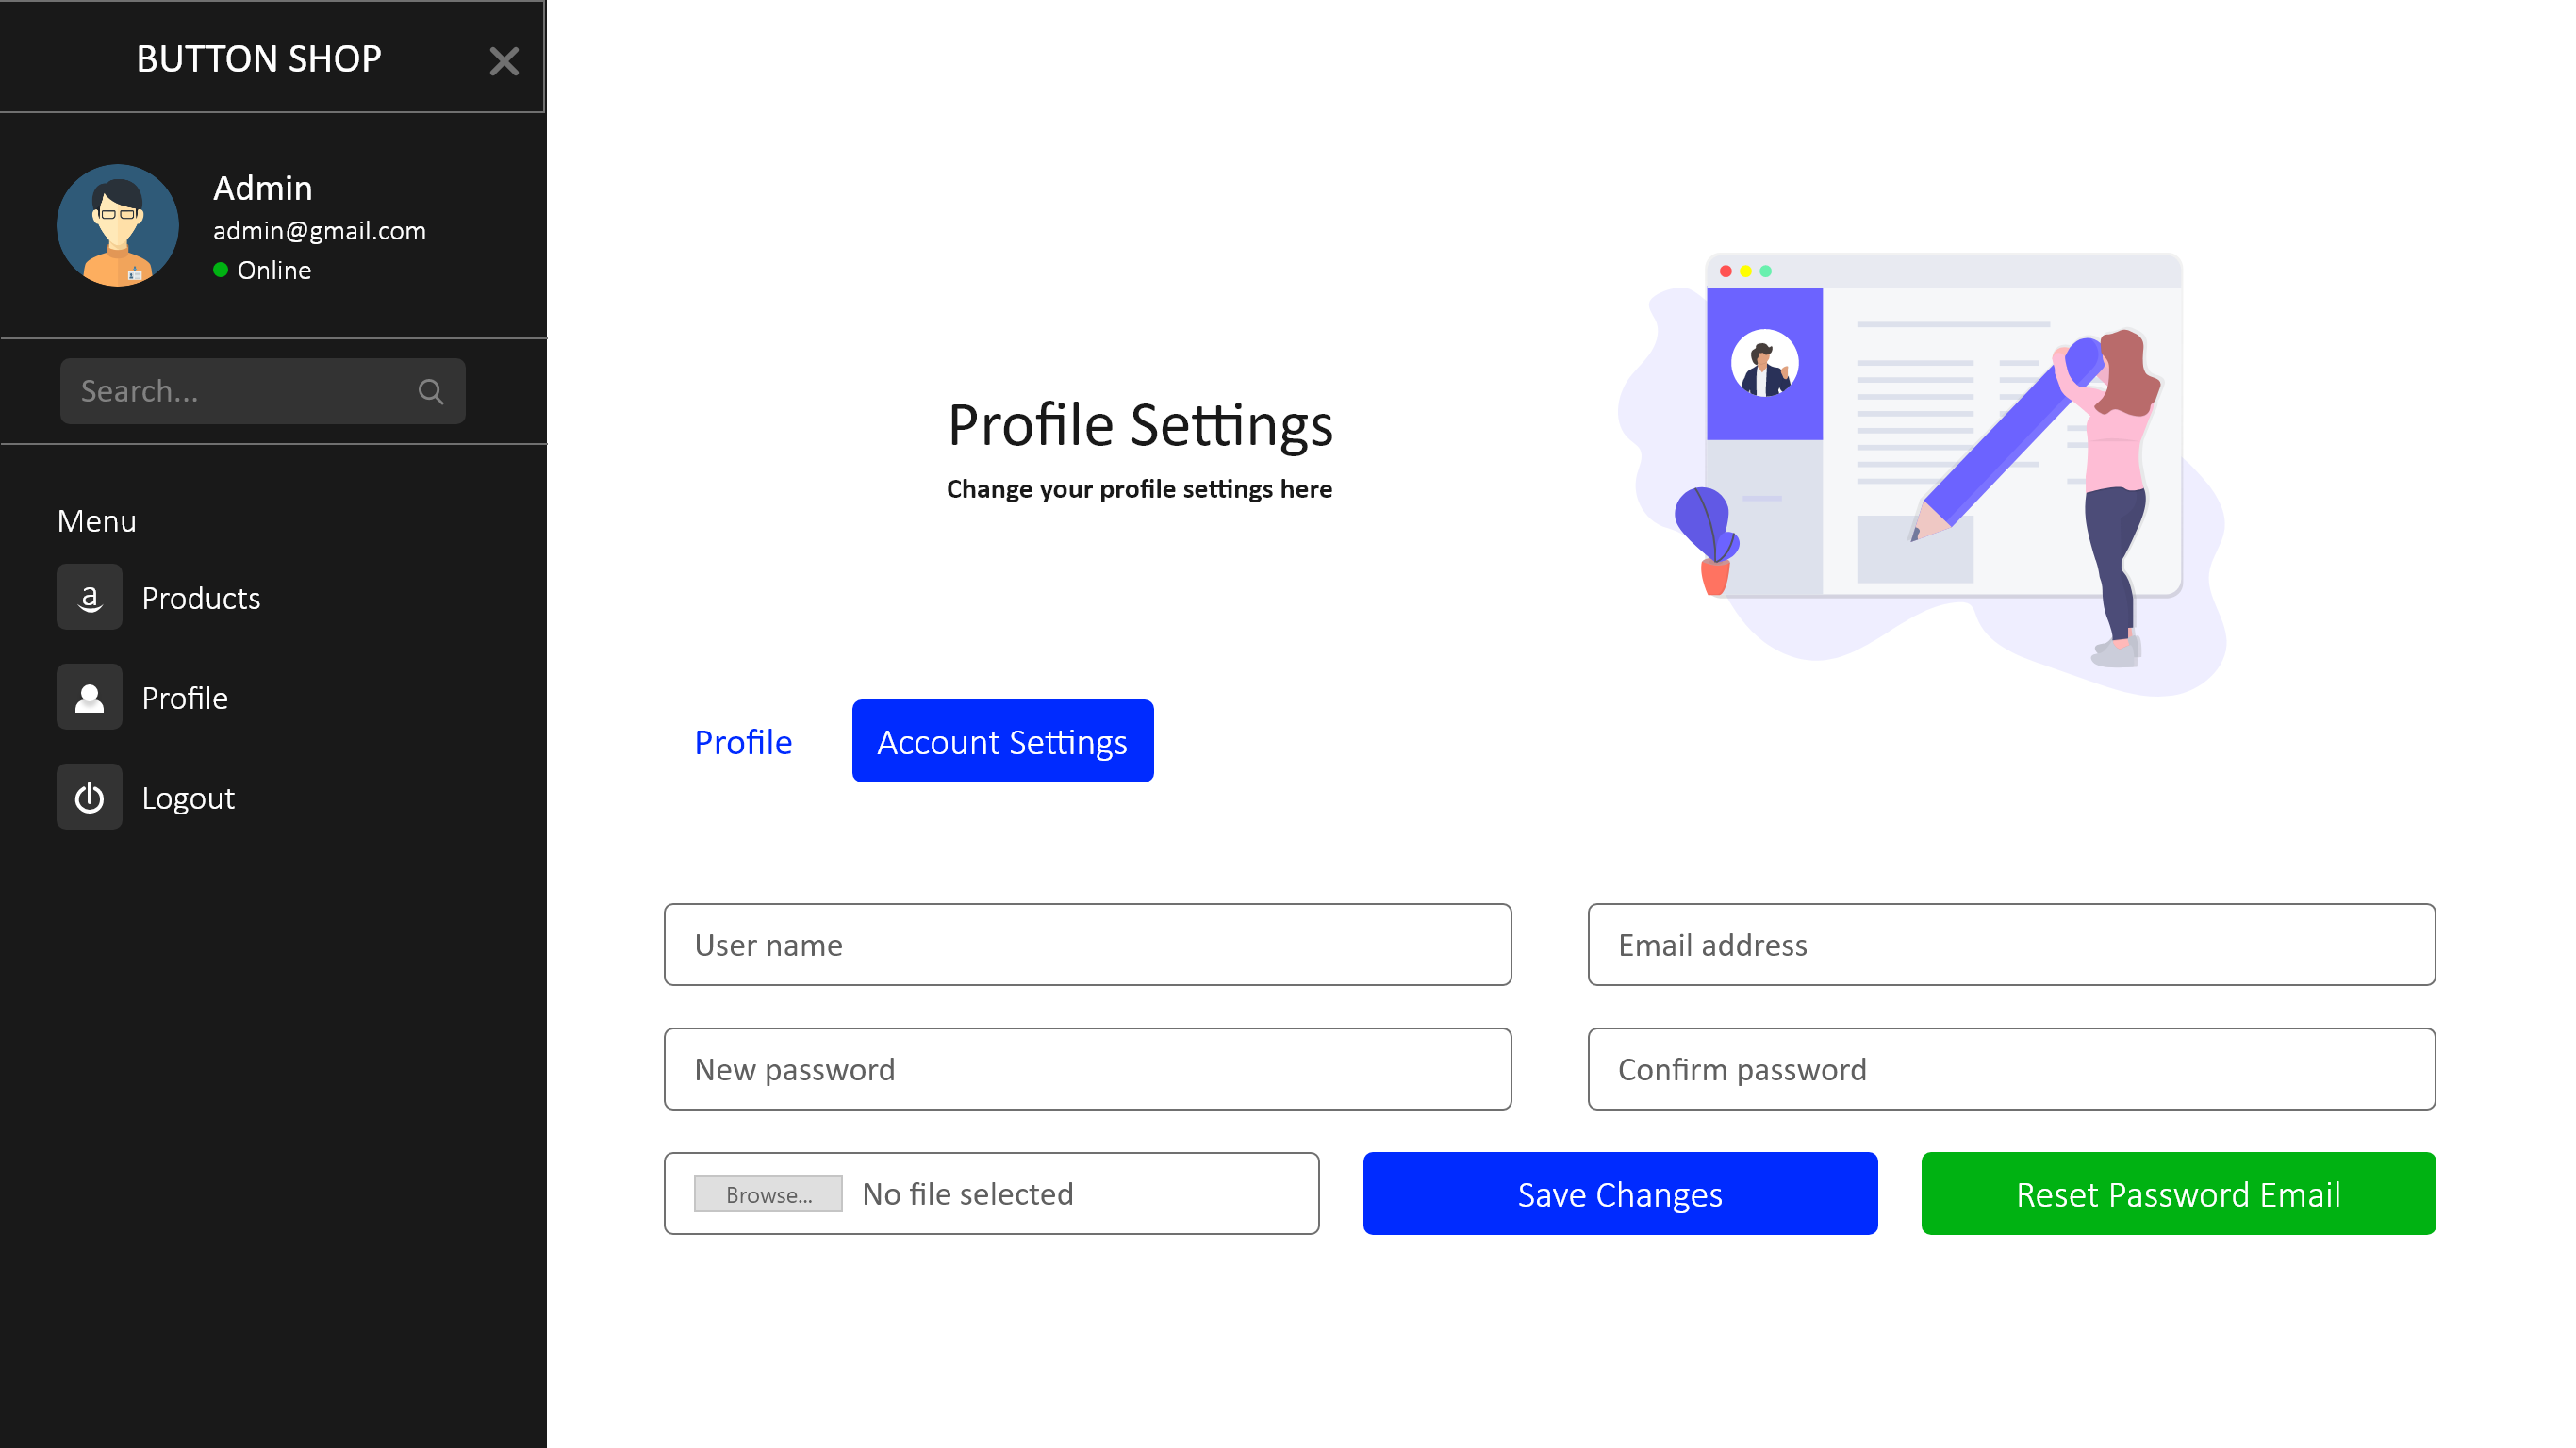 BUTTON SHOP
Admin
admin@gmail.com
Online
Search...
Menu
a
Products
Profile
Logout
Profile Settings
Change your profile settings here
Profile
Account Settings
User name
Email address
New password
Confirm password
Browse...
No file selected
Save Changes
Reset Password Email